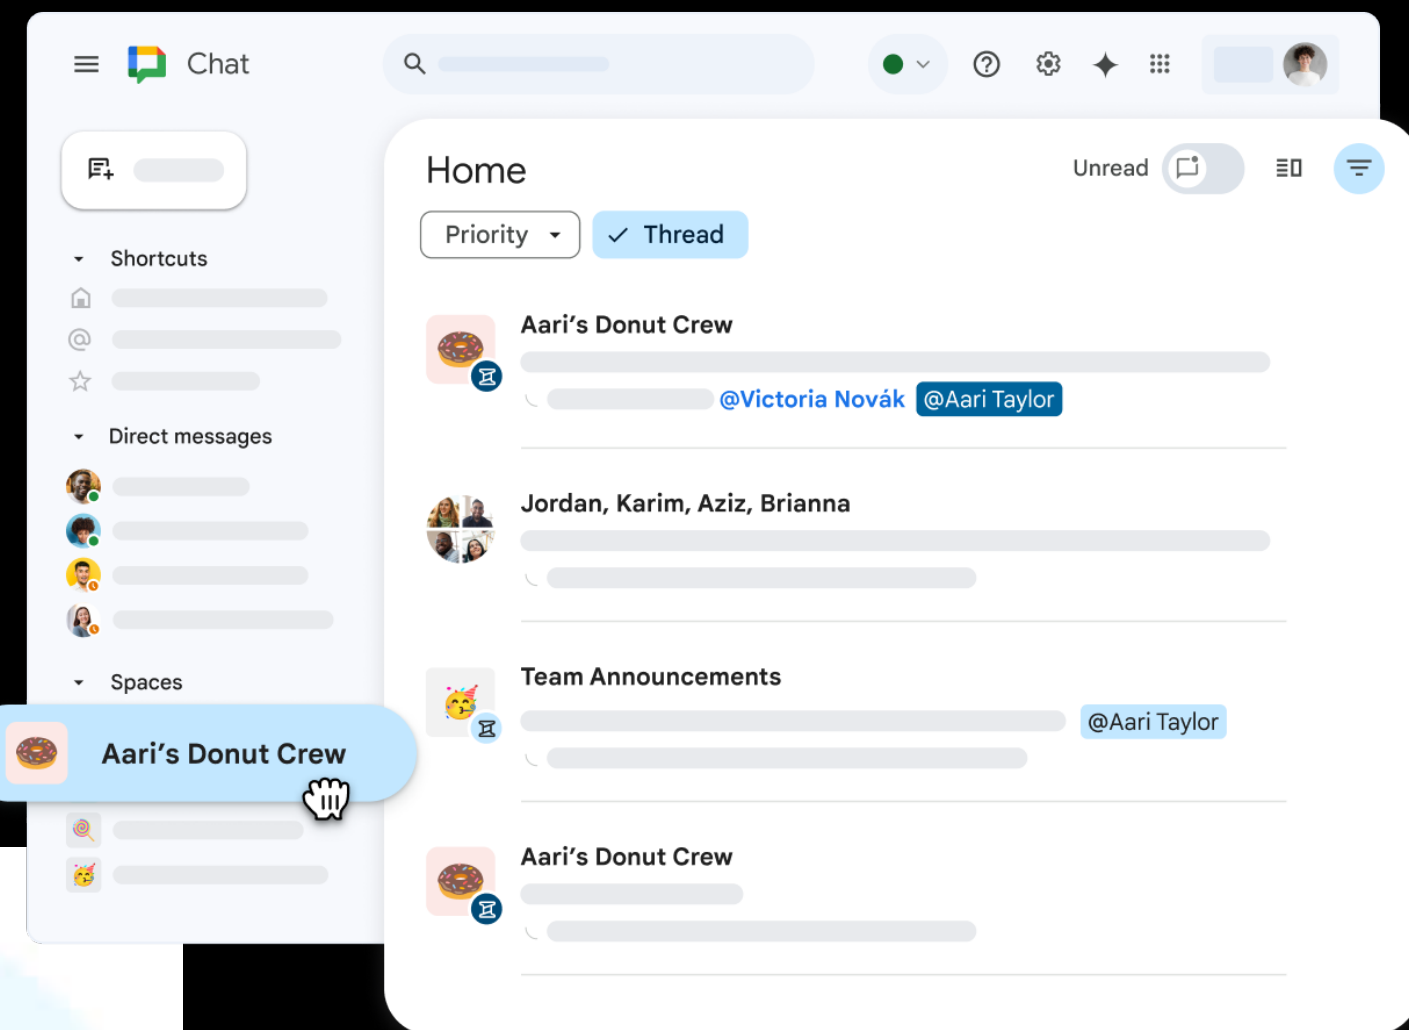 Chat
Shortcuts
Direct messages
Spaces
Aari’s Donut Crew
Home
Unread
Priority
Thread
Aari’s Donut Crew
@Victoria Novák @Aari Taylor
Jordan, Karim, Aziz, Brianna
Team Announcements
@Aari Taylor
Aari’s Donut Crew